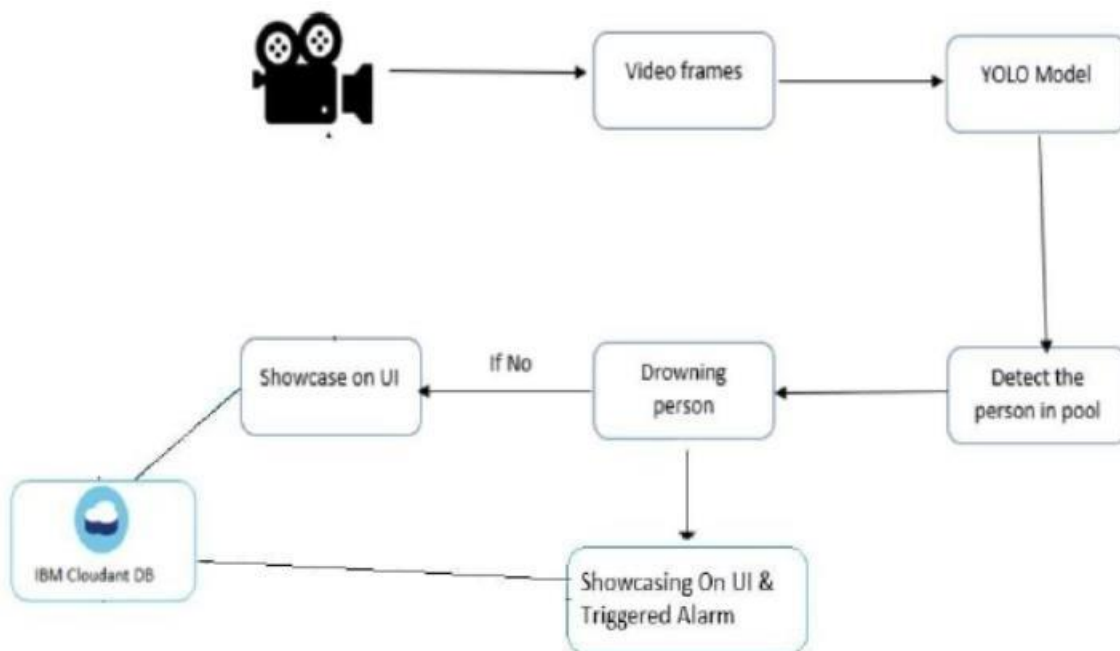 Video frames
YOLO Model
Showcase on UI
If No
Drowning
person
Detect the
person in pool
IBM Cloudant DB
Showcasing On UI &
Triggered Alarm